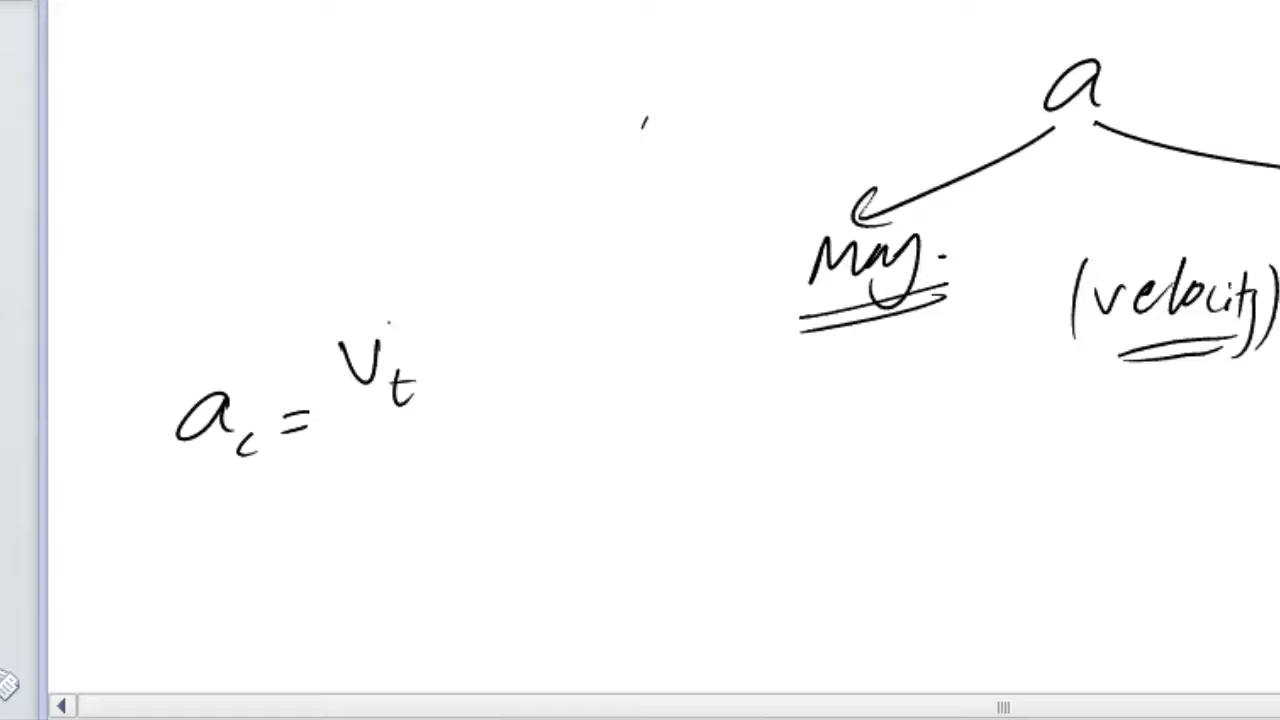 a
Mag.
(velocity)
a_c = V_t